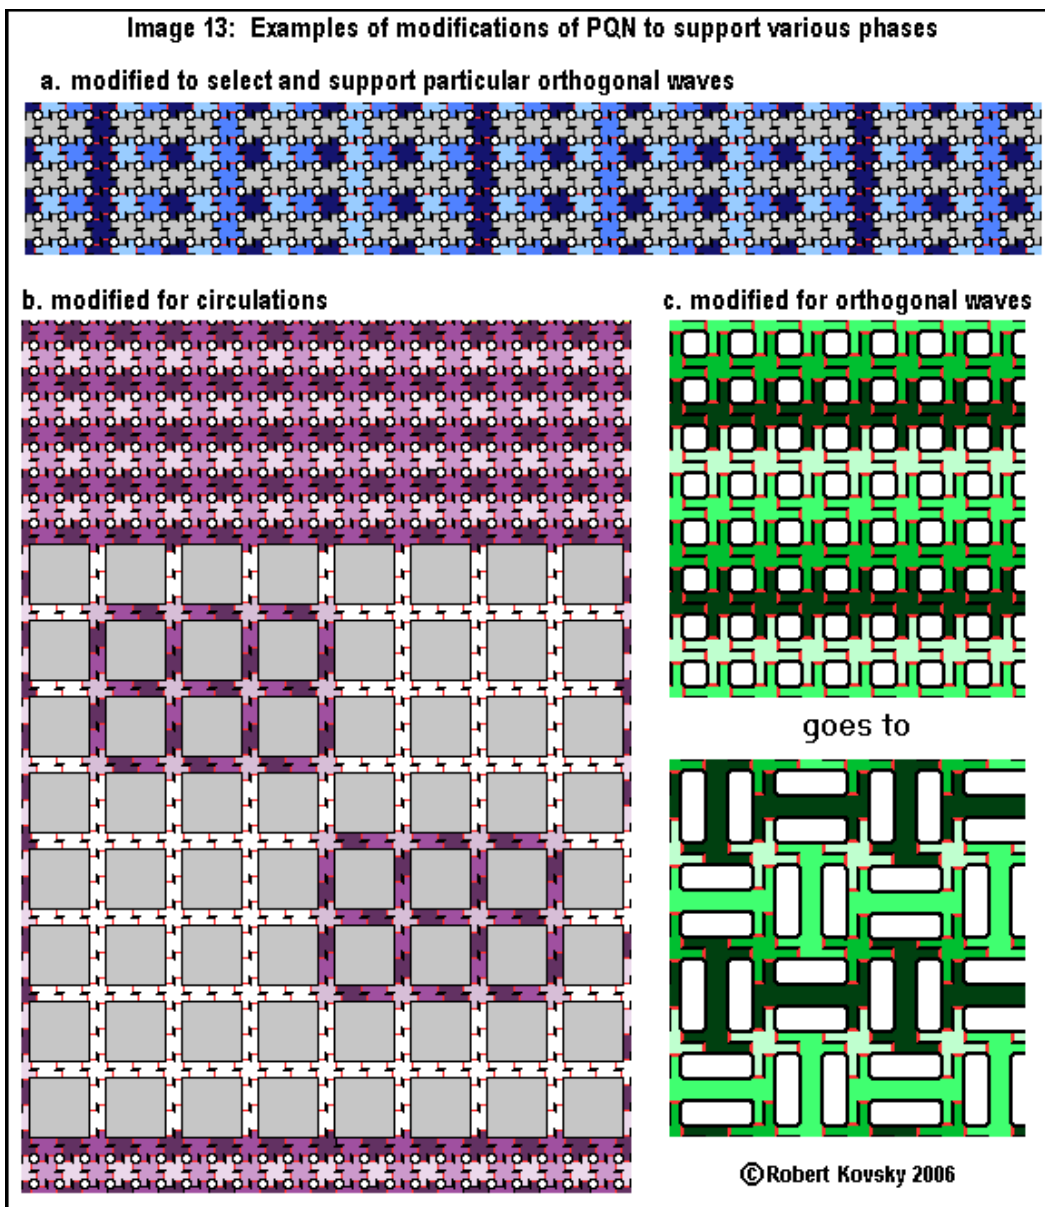 Image 13:  Examples of modifications of PQN to support various phases
a.  modified to select and support particular orthogonal waves
b. modified for circulations
c. modified for orthogonal waves
goes to
©Robert Kovsky 2006